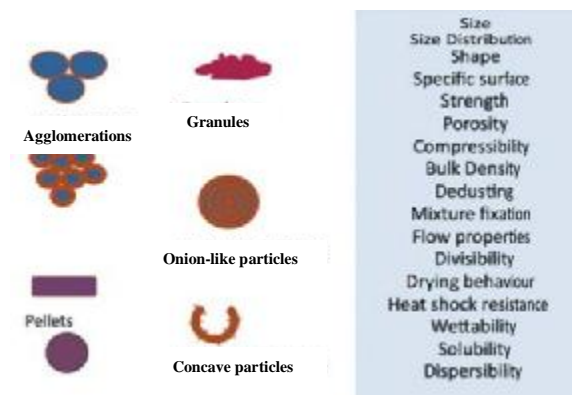 Agglomerations
Granules
Onion-like particles
Pellets
Concave particles
Size
Size Distribution
Shape
Specific surface
Strength
Porosity
Compressibility
Bulk Density
Dedusting
Mixture fixation
Flow properties
Divisibility
Drying behaviour
Heat shock resistance
Wettability
Solubility
Dispersibility